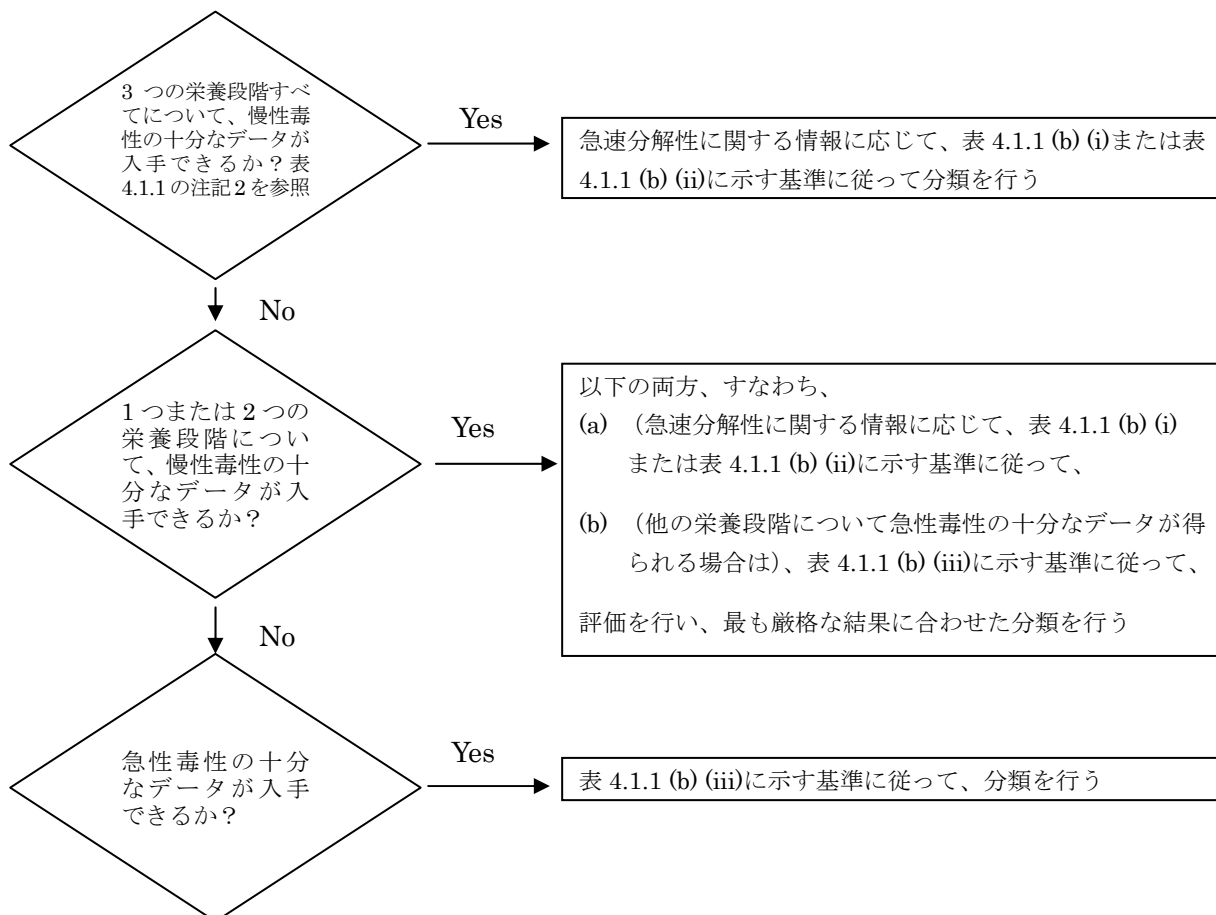 3 つの栄養段階すべ
てについて、慢性毒
性の十分なデータが
入手できるか？表
4.1.1 の注記 2 を参照
Yes
急速分解性に関する情報に応じて、表 4.1.1 (b) (i)または表
4.1.1 (b) (ii)に示す基準に従って分類を行う
No
1 つまたは 2 つの
栄養段階につい
て、慢性毒性の十
分なデータが入
手できるか？
Yes
以下の両方、すなわち、
(a) （急速分解性に関する情報に応じて、表 4.1.1 (b) (i)
または表 4.1.1 (b) (ii)に示す基準に従って、
(b) （他の栄養段階について急性毒性の十分なデータが得
られる場合は）、表 4.1.1 (b) (iii)に示す基準に従って、
評価を行い、最も厳格な結果に合わせた分類を行う
No
急性毒性の十分
なデータが入手
できるか？
Yes
表 4.1.1 (b) (iii)に示す基準に従って、分類を行う